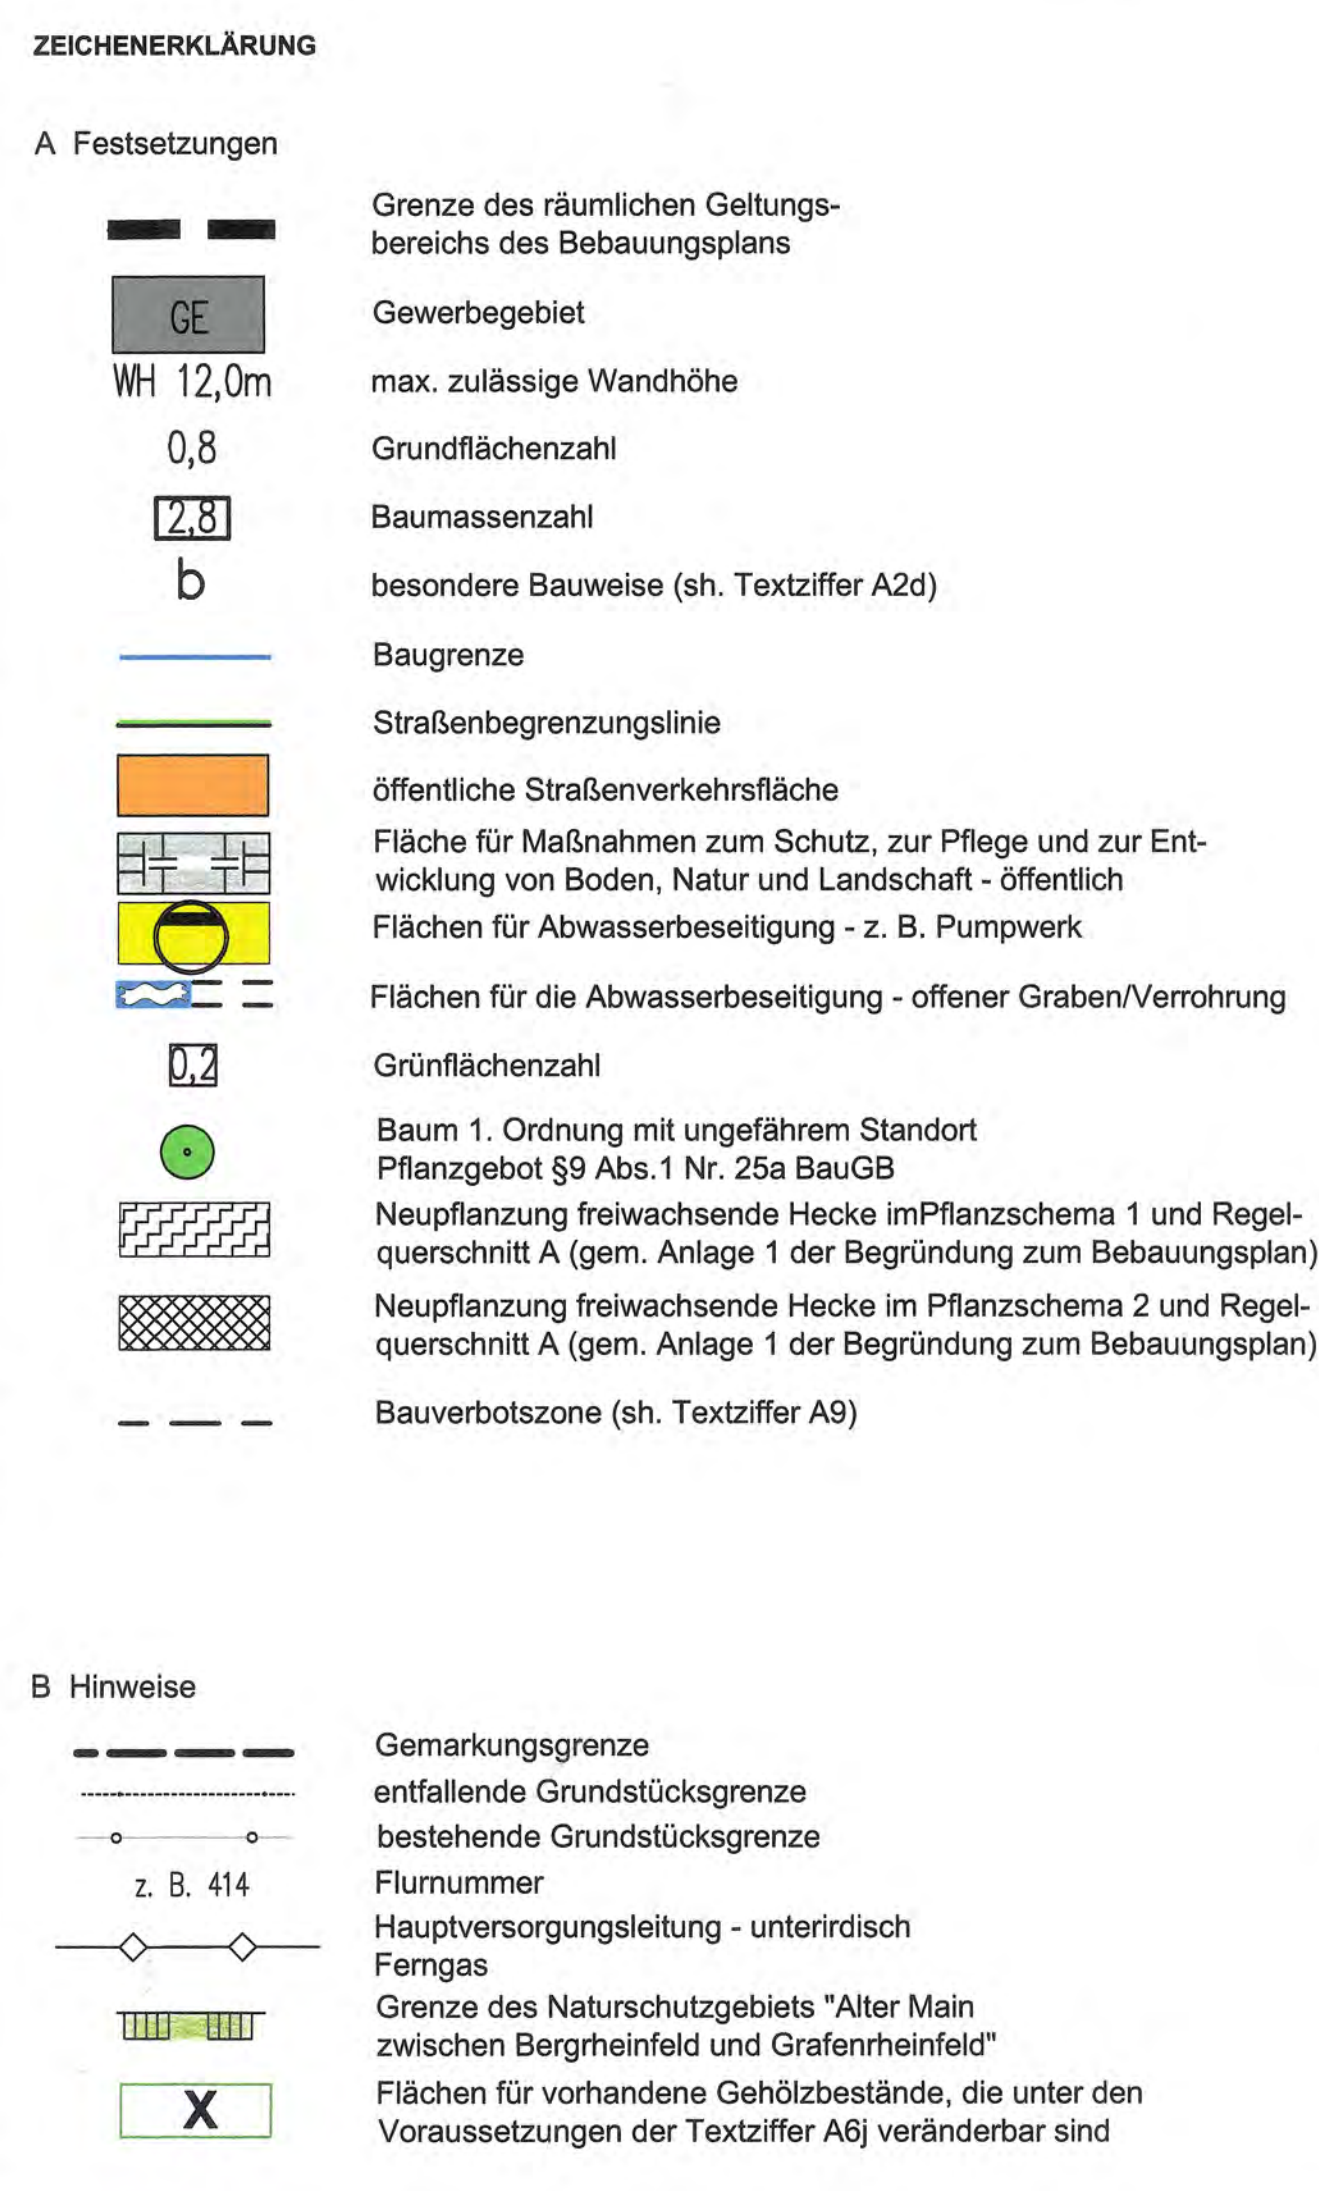 ZEICHENERKLÄRUNG
A Festsetzungen
Grenze des räumlichen Geltungs-
bereichs des Bebauungsplans
GE
Gewerbegebiet
WH 12,0m
max. zulässige Wandhöhe
0,8
Grundflächenzahl
2,8
Baumassenzahl
b
besondere Bauweise (sh. Textziffer A2d)
Baugrenze
Straßenbegrenzungslinie
öffentliche Straßenverkehrsfläche
Fläche für Maßnahmen zum Schutz, zur Pflege und zur Ent-
wicklung von Boden, Natur und Landschaft - öffentlich
Flächen für Abwasserbeseitigung - z. B. Pumpwerk
Flächen für die Abwasserbeseitigung - offener Graben/Verrohrung
0,2
Grünflächenzahl
Baum 1. Ordnung mit ungefährem Standort
Pflanzgebot §9 Abs.1 Nr. 25a BauGB
Neupflanzung freiwachsende Hecke imPflanzschema 1 und Regel-
querschnitt A (gem. Anlage 1 der Begründung zum Bebauungsplan)
Neupflanzung freiwachsende Hecke im Pflanzschema 2 und Regel-
querschnitt A (gem. Anlage 1 der Begründung zum Bebauungsplan)
Bauverbotszone (sh. Textziffer A9)
B Hinweise
Gemarkungsgrenze
entfallende Grundstücksgrenze
bestehende Grundstücksgrenze
z. B. 414
Flurnummer
Hauptversorgungsleitung - unterirdisch
Ferngas
Grenze des Naturschutzgebiets "Alter Main
zwischen Bergrheinfeld und Grafenrheinfeld"
X
Flächen für vorhandene Gehölzbestände, die unter den
Voraussetzungen der Textziffer A6j veränderbar sind